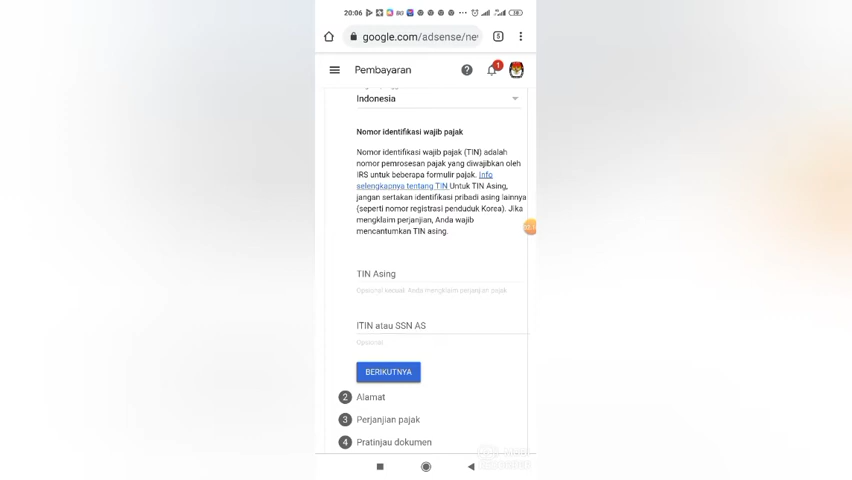 20:06
google.com/adsense/ne
5
Pembayaran
1
Indonesia
Nomor identifikasi wajib pajak
Nomor identifikasi wajib pajak (TIN) adalah
nomor pemrosesan pajak yang diwajibkan oleh
IRS untuk beberapa formulir pajak. Info
selengkapnya tentang TIN Untuk TIN Asing,
jangan sertakan identifikasi pribadi asing lainnya
(seperti nomor registrasi penduduk Korea). Jika
mengklaim perjanjian, Anda wajib
mencantumkan TIN asing.
TIN Asing
Opsional kecuali Anda mengklaim perjanjian pajak
ITIN atau SSN AS
Opsional
BERIKUTNYA
2 Alamat
3 Perjanjian pajak
4 Pratinjau dokumen